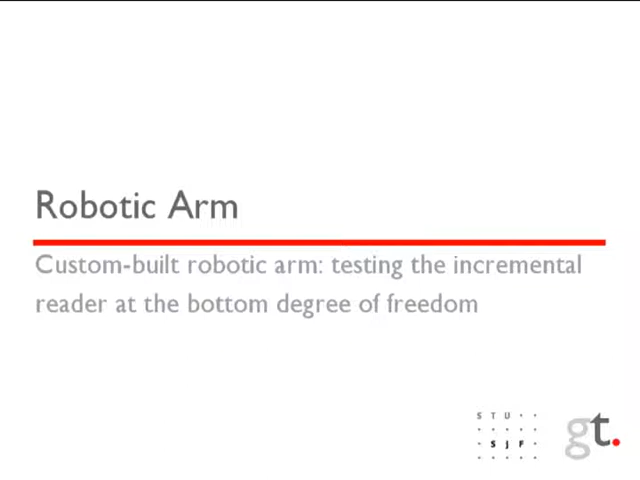 Robotic Arm
Custom-built robotic arm: testing the incremental
reader at the bottom degree of freedom
S T U
S J F
gt.